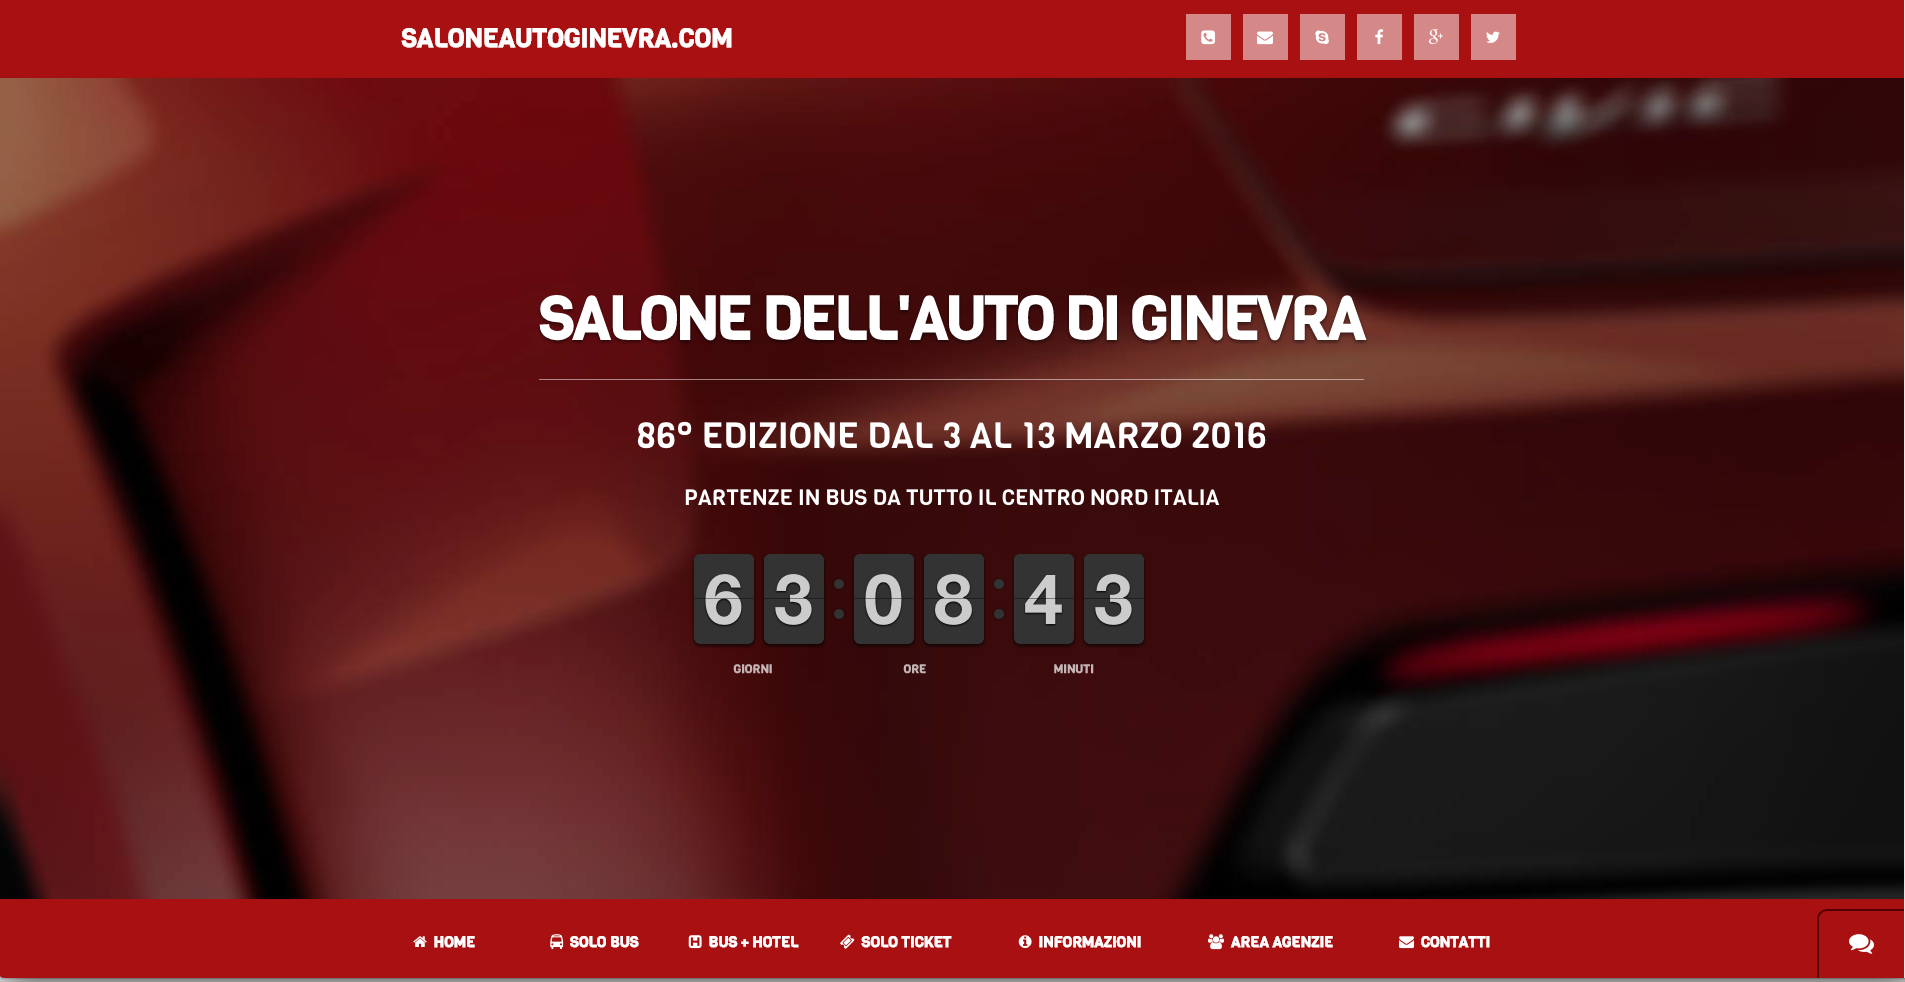 SALONEAUTOGINEVRA.COM
SALONE DELL'AUTO DI GINEVRA
86° EDIZIONE DAL 3 AL 13 MARZO 2016
PARTENZE IN BUS DA TUTTO IL CENTRO NORD ITALIA
63:08:43
GIORNI ORE MINUTI
HOME SOLO BUS BUS + HOTEL SOLO TICKET INFORMAZIONI AREA AGENZIE CONTATTI